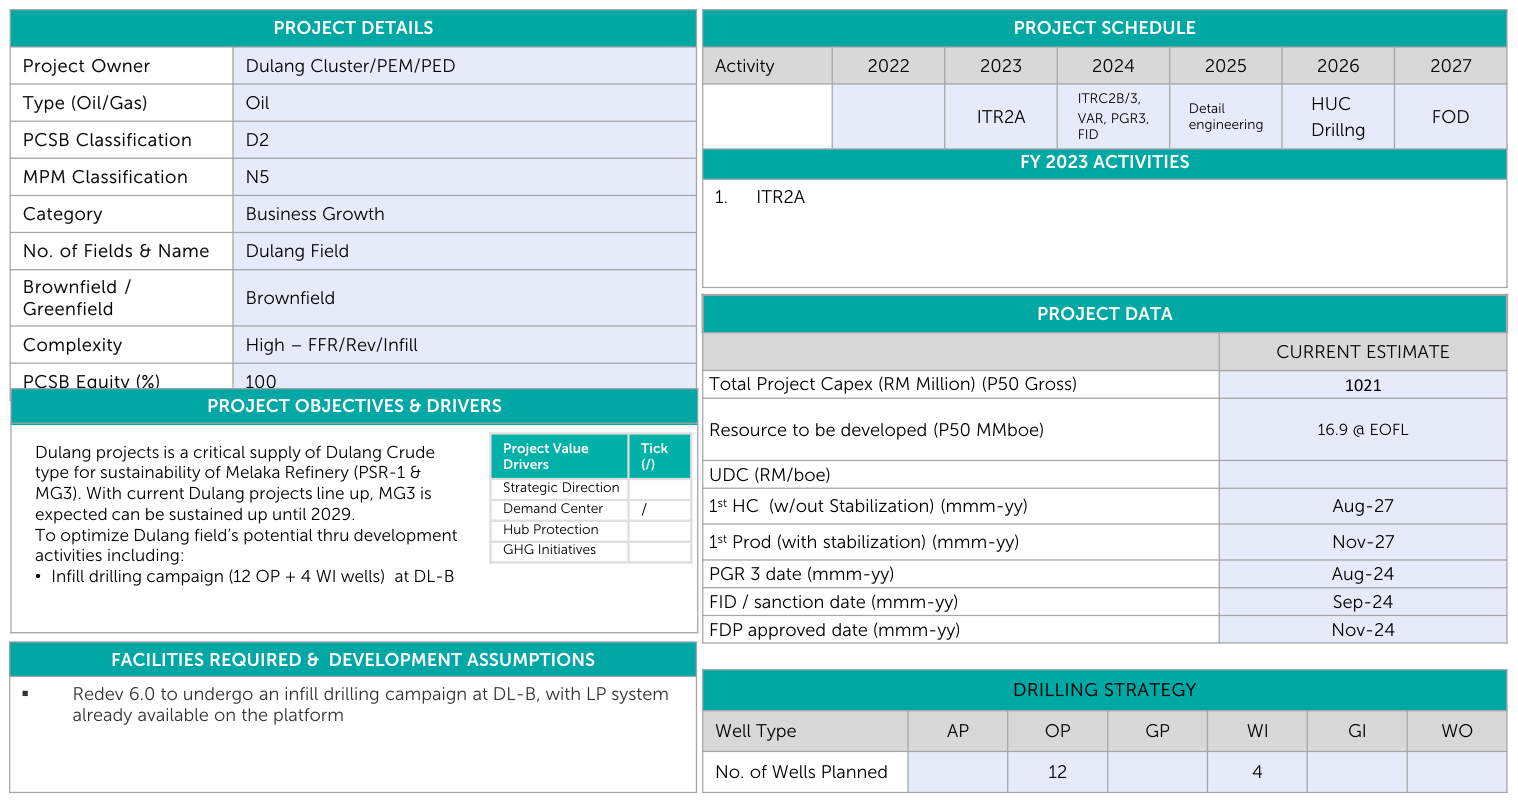 PROJECT DETAILS
Project Owner Dulang Cluster/PEM/PED
Type (Oil/Gas) Oil
PCSB Classification D2
MPM Classification N5
Category Business Growth
No. of Fields & Name Dulang Field
Brownfield /
Greenfield
Brownfield
Complexity High – FFR/Rev/Infill
PCSB Equity (%) 100
PROJECT OBJECTIVES & DRIVERS
Dulang projects is a critical supply of Dulang Crude
type for sustainability of Melaka Refinery (PSR-1 &
MG3). With current Dulang projects line up, MG3 is
expected can be sustained up until 2029.
To optimize Dulang field's potential thru development
activities including:
• Infill drilling campaign (12 OP + 4 WI wells) at DL-B
Project Value
Drivers
Tick
(/)
Strategic Direction
Demand Center /
Hub Protection
GHG Initiatives
FACILITIES REQUIRED & DEVELOPMENT ASSUMPTIONS
▪ Redev 6.0 to undergo an infill drilling campaign at DL-B, with LP system
already available on the platform
PROJECT SCHEDULE
Activity 2022 2023 2024 2025 2026 2027
ITR2A
ITRC2B/3,
VAR, PGR3,
FID
Detail
engineering
HUC
Drillng
FOD
FY 2023 ACTIVITIES
1. ITR2A
PROJECT DATA
CURRENT ESTIMATE
Total Project Capex (RM Million) (P50 Gross) 1021
Resource to be developed (P50 MMboe) 16.9 @ EOFL
UDC (RM/boe)
1st HC (w/out Stabilization) (mmm-yy) Aug-27
1st Prod (with stabilization) (mmm-yy) Nov-27
PGR 3 date (mmm-yy) Aug-24
FID / sanction date (mmm-yy) Sep-24
FDP approved date (mmm-yy) Nov-24
DRILLING STRATEGY
Well Type AP OP GP WI GI WO
No. of Wells Planned 12 4